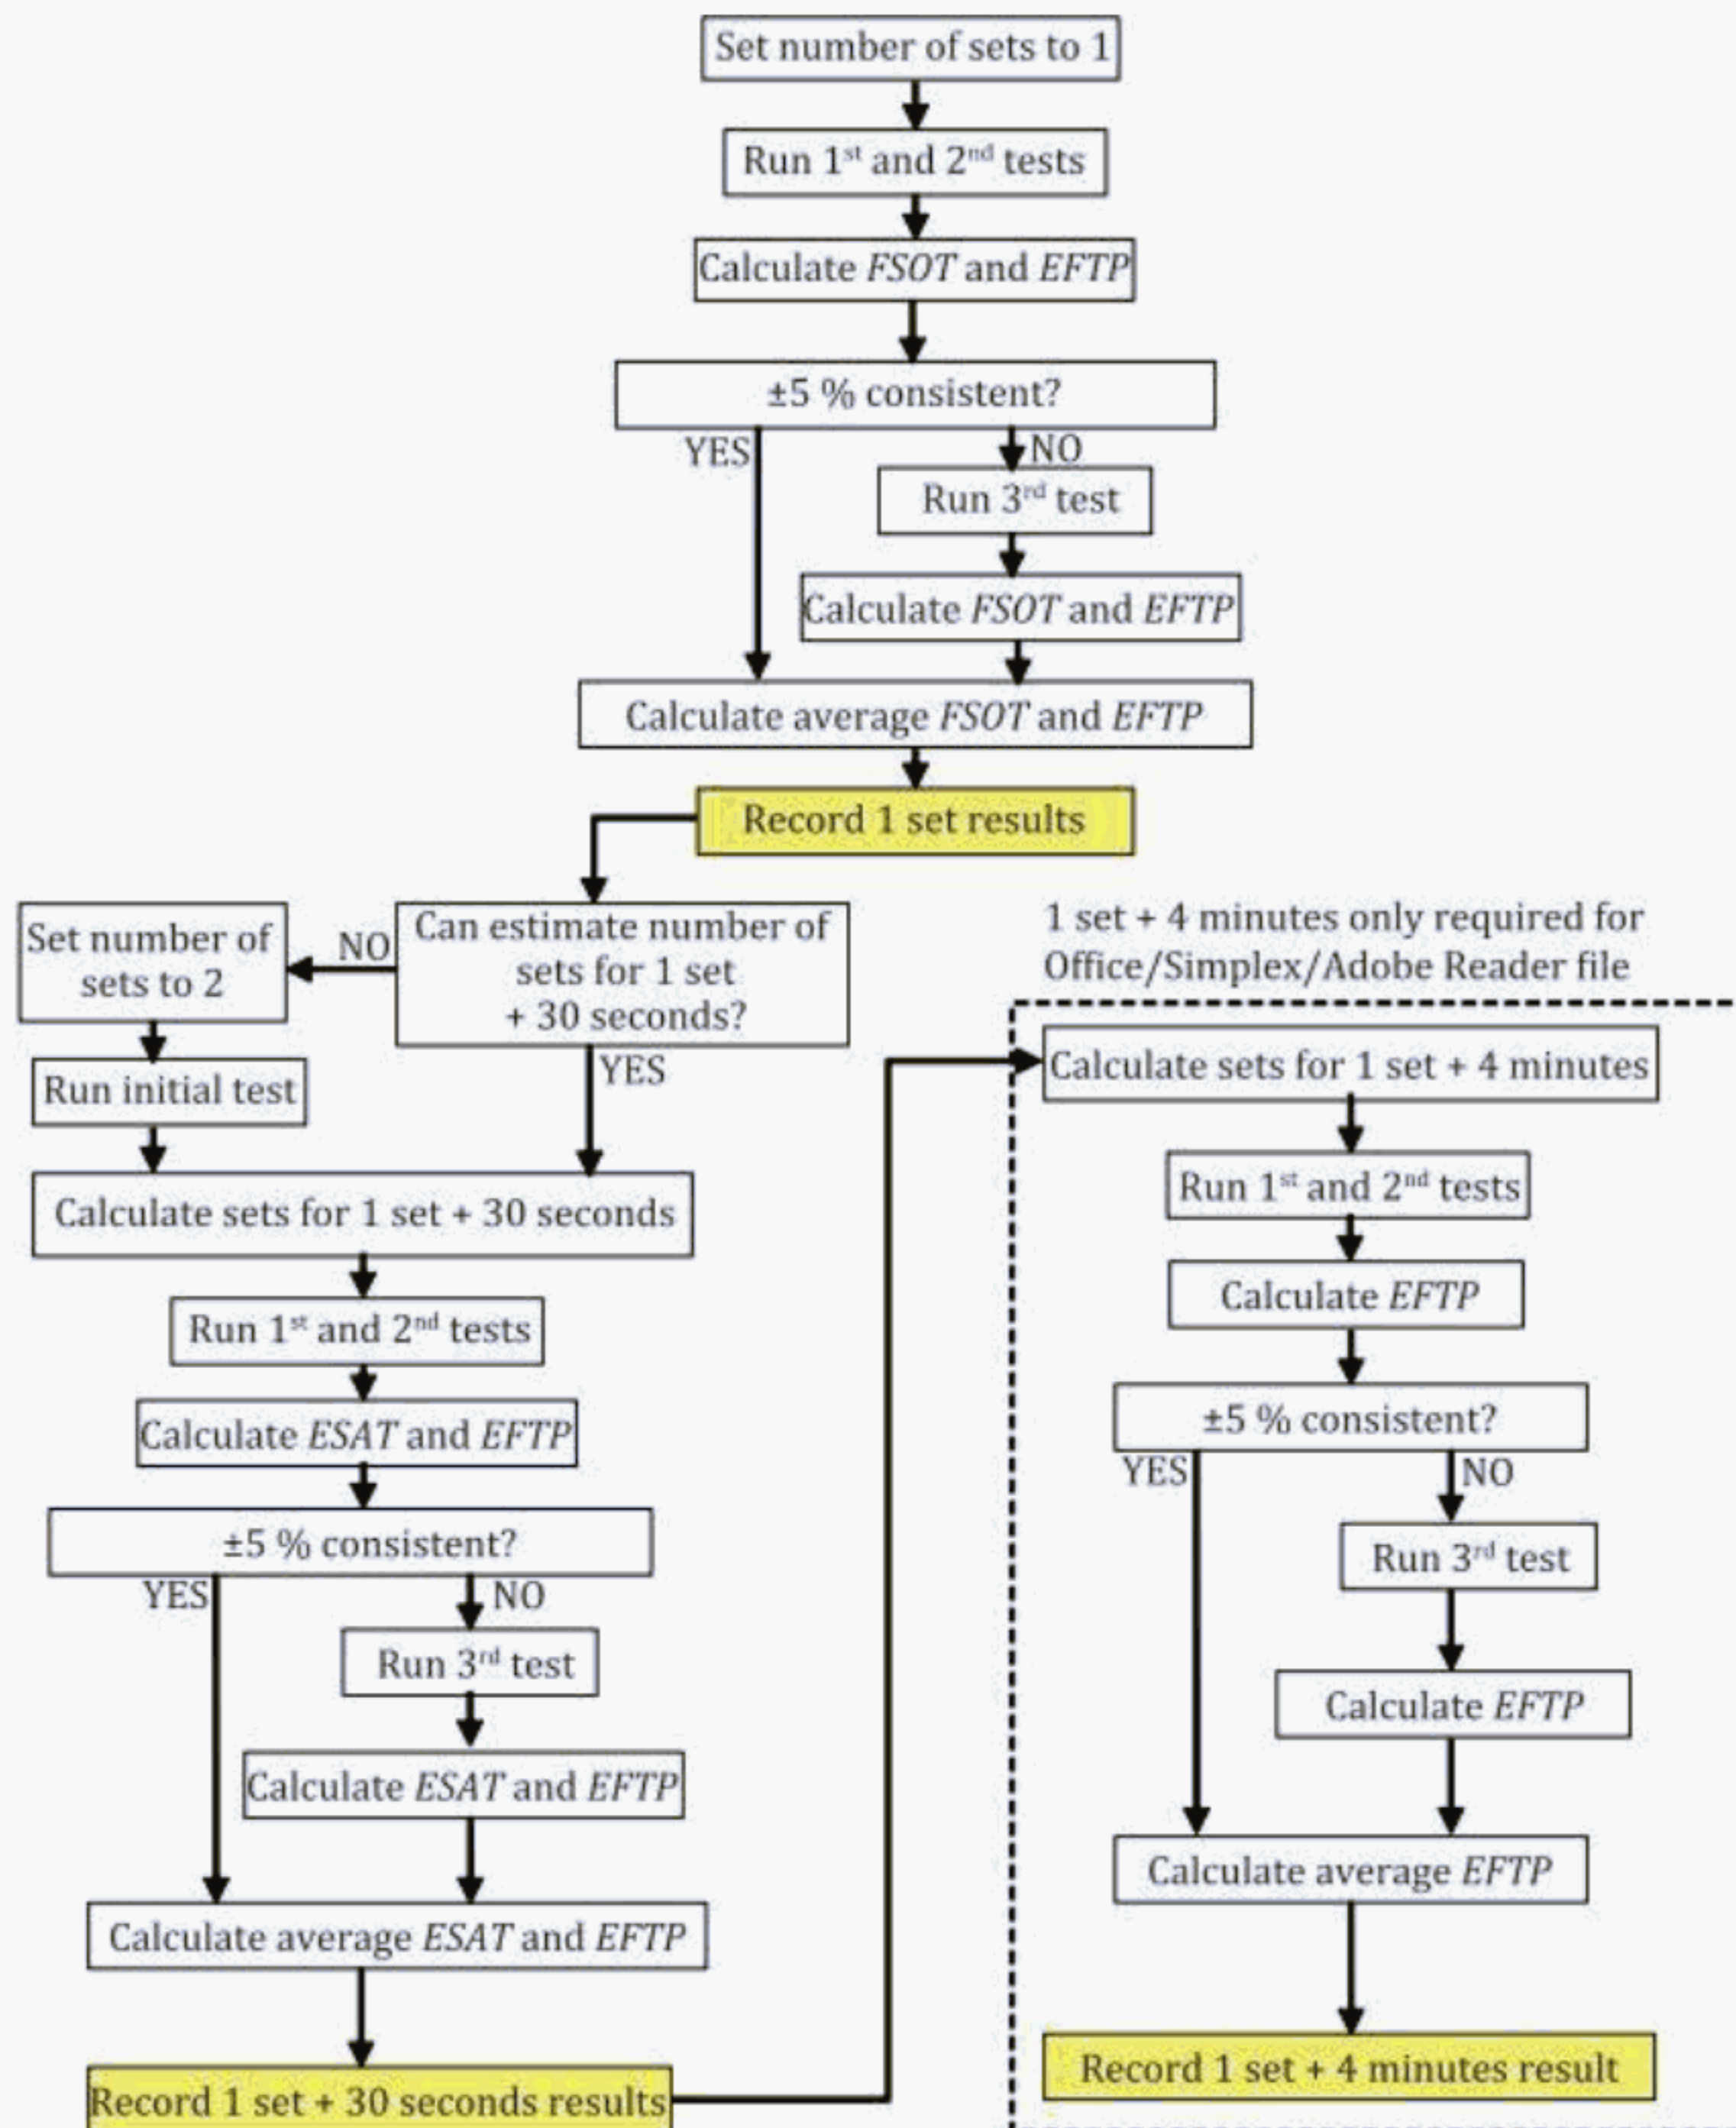 Set number of sets to 1
Run 1st and 2nd tests
Calculate FSOT and EFTP
±5 % consistent?
YES
NO
Run 3rd test
Calculate FSOT and EFTP
Calculate average FSOT and EFTP
Record 1 set results
Can estimate number of
sets for 1 set
+ 30 seconds?
NO
Set number of
sets to 2
Run initial test
YES
Calculate sets for 1 set + 30 seconds
Run 1st and 2nd tests
Calculate ESAT and EFTP
±5 % consistent?
YES
NO
Run 3rd test
Calculate ESAT and EFTP
Calculate average ESAT and EFTP
Record 1 set + 30 seconds results
1 set + 4 minutes only required for
Office/Simplex/Adobe Reader file
Calculate sets for 1 set + 4 minutes
Run 1st and 2nd tests
Calculate EFTP
±5 % consistent?
YES
NO
Run 3rd test
Calculate EFTP
Calculate average EFTP
Record 1 set + 4 minutes result